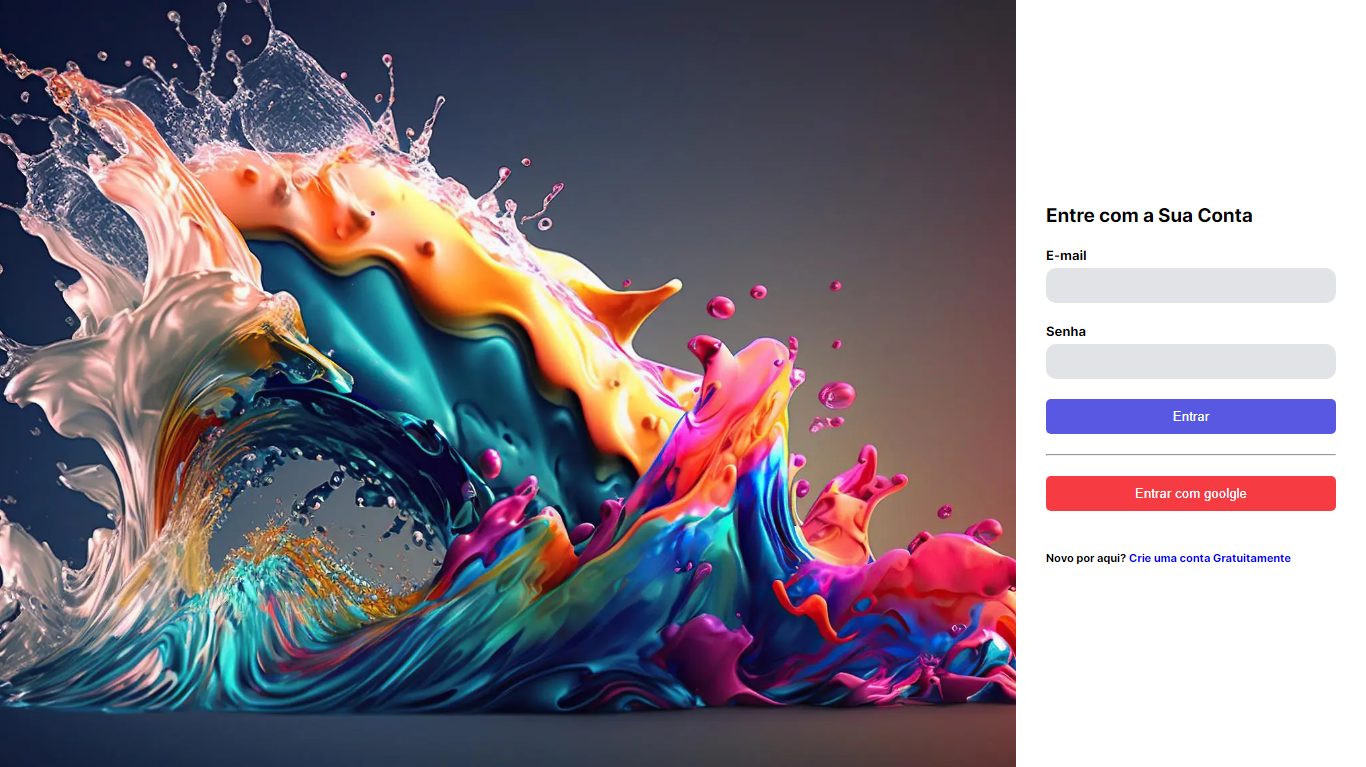 Entre com a Sua Conta
E-mail
Senha
Entrar
Entrar com goolgle
Novo por aqui? Crie uma conta Gratuitamente